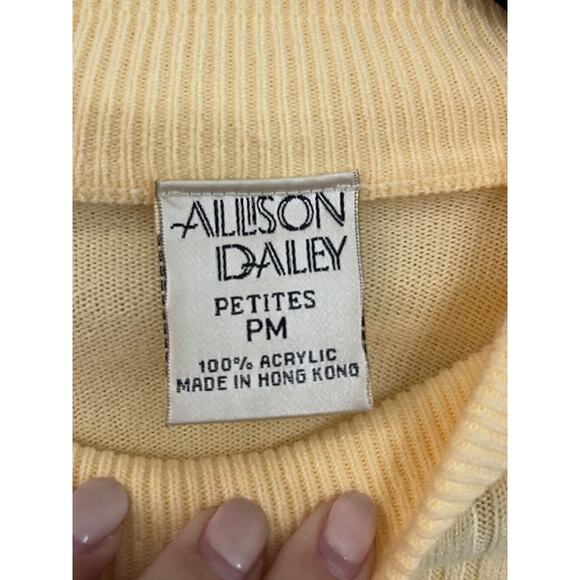 ALLISON
DALEY
PETITES
PM
100% ACRYLIC
MADE IN HONG KONG